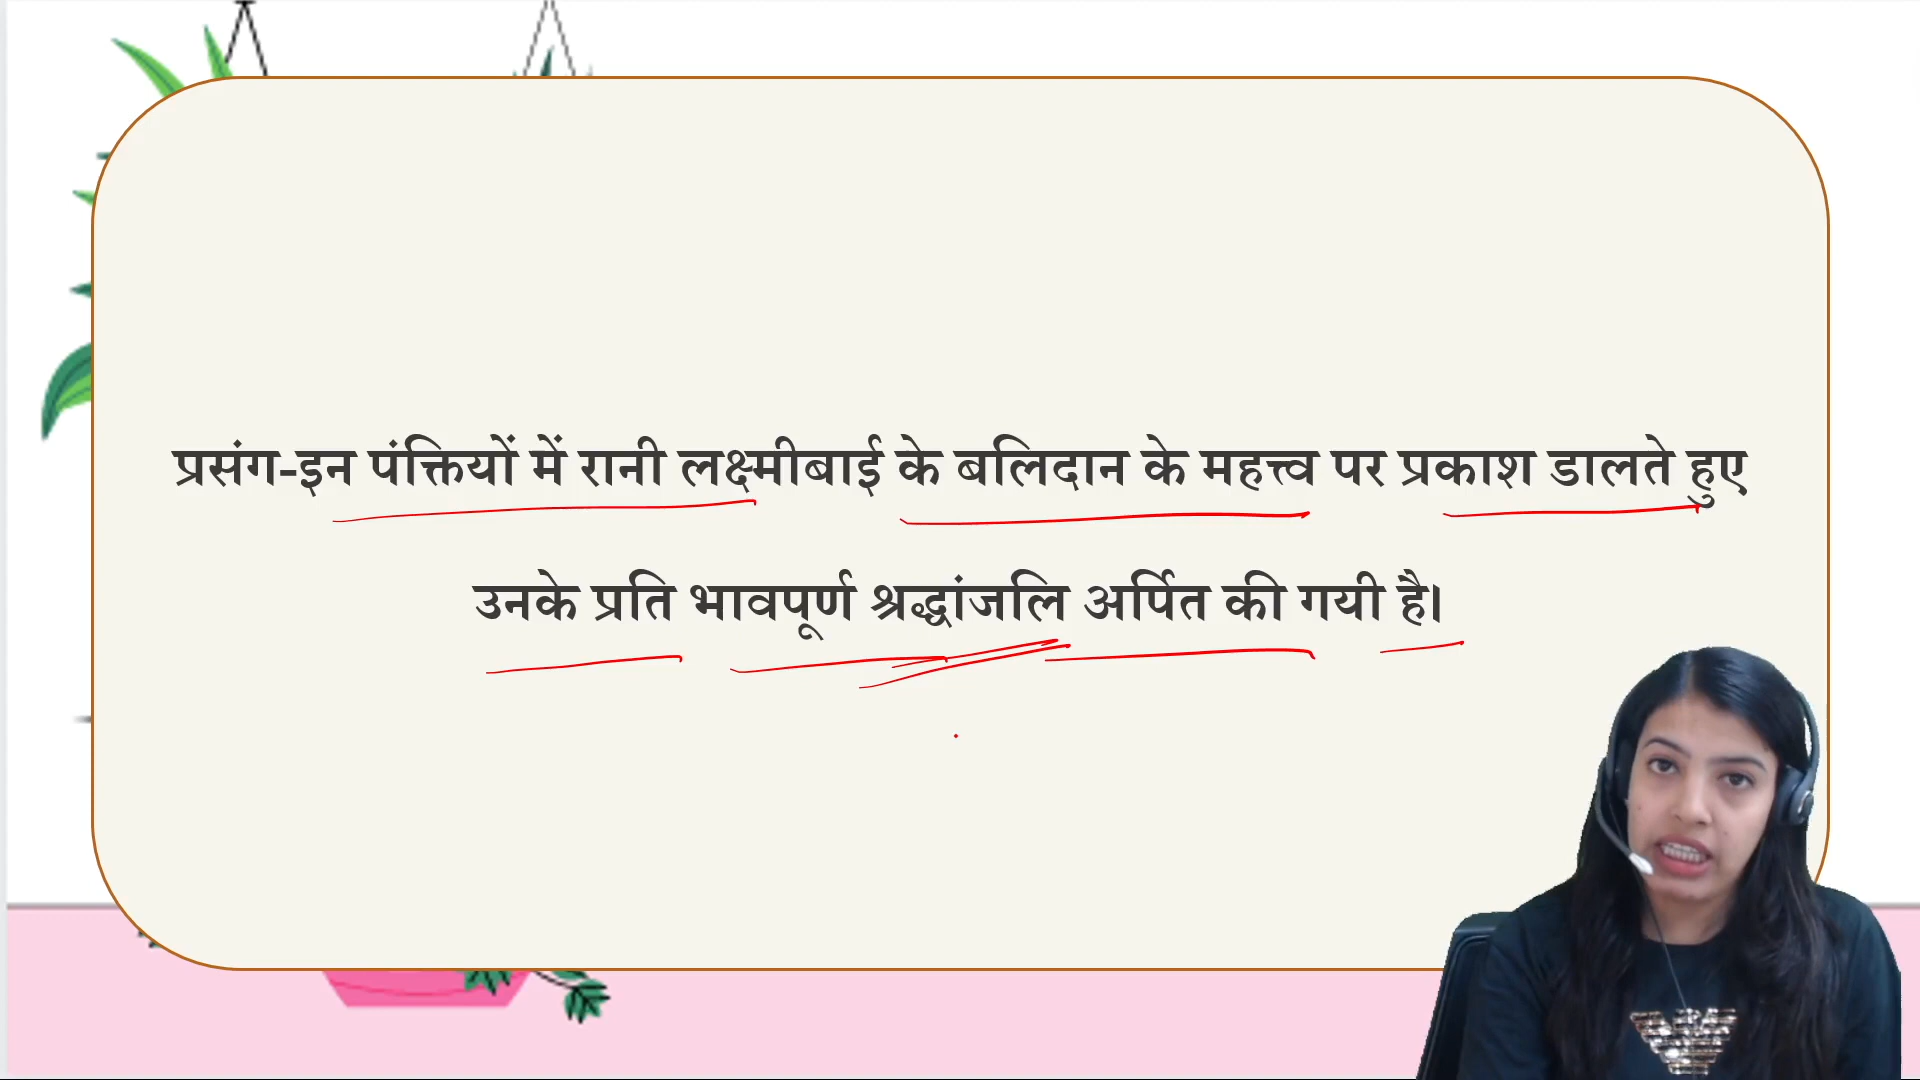 प्रसंग-इन पंक्तियों में रानी लक्ष्मीबाई के बलिदान के महत्त्व पर प्रकाश डालते हुए
उनके प्रति भावपूर्ण श्रद्धांजलि अर्पित की गयी है।